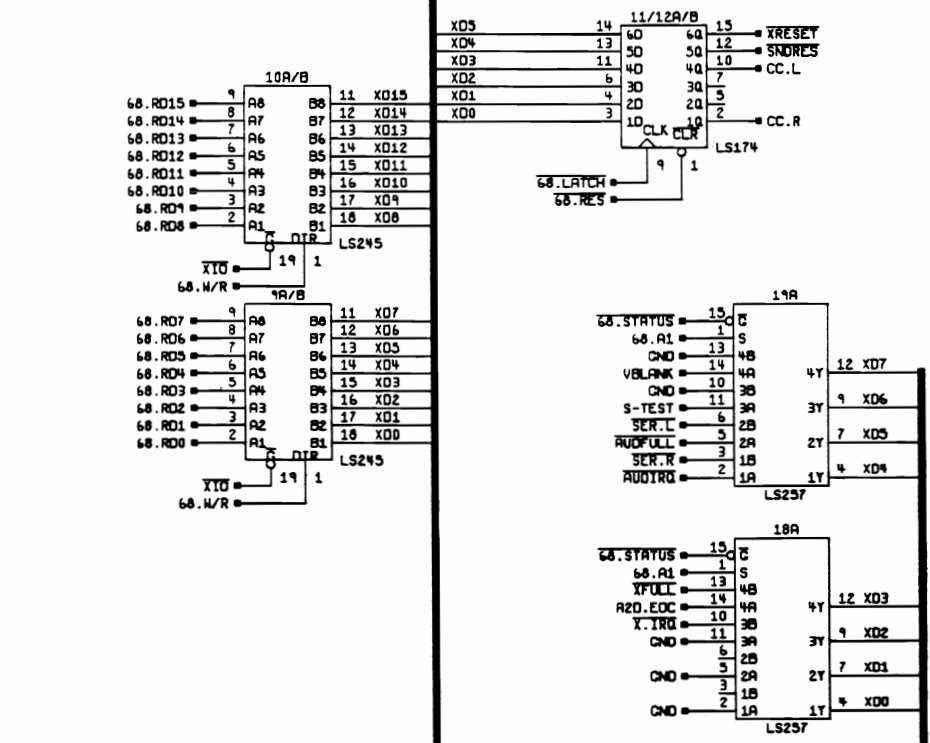 10A/B
68.RD15 9 A8 B8 11 XD15
68.RD14 8 A7 B7 12 XD14
68.RD13 7 A6 B6 13 XD13
68.RD12 6 A5 B5 14 XD12
68.RD11 5 A4 B4 15 XD11
68.RD10 4 A3 B3 16 XD10
68.RD9 3 A2 B2 17 XD9
68.RD8 2 A1 B1 18 XD8
G DIR LS245
XIO 19 1
68.W/R
9A/B
68.RD7 9 A8 B8 11 XD7
68.RD6 8 A7 B7 12 XD6
68.RD5 7 A6 B6 13 XD5
68.RD4 6 A5 B5 14 XD4
68.RD3 5 A4 B4 15 XD3
68.RD2 4 A3 B3 16 XD2
68.RD1 3 A2 B2 17 XD1
68.RD0 2 A1 B1 18 XD0
G DIR LS245
XIO 19 1
68.W/R
11/12A/B
XD5 14 6D 6Q 15 XRESET
XD4 13 5D 5Q 12 SNDRES
XD3 11 4D 4Q 10 CC.L
XD2 6 3D 3Q 7
XD1 4 2D 2Q 5
XD0 3 1D 1Q 2 CC.R
CLK CLR LS174
9 1
68.LATCH
68.RES
19A
68.STATUS 15 G
68.A1 1 S
GND 13 4B
VBLANK 14 4A 4Y 12 XD7
GND 10 3B
S-TEST 11 3A 3Y 9 XD6
SER.L 6 2B
AUDFULL 5 2A 2Y 7 XD5
SER.R 3 1B
AUDIRQ 2 1A 1Y 4 XD4
LS257
18A
68.STATUS 15 G
68.A1 1 S
XFULL 13 4B
A2D.EOC 14 4A 4Y 12 XD3
X.IRQ 10 3B
GND 11 3A 3Y 9 XD2
6 2B
GND 5 2A 2Y 7 XD1
3 1B
GND 2 1A 1Y 4 XD0
LS257